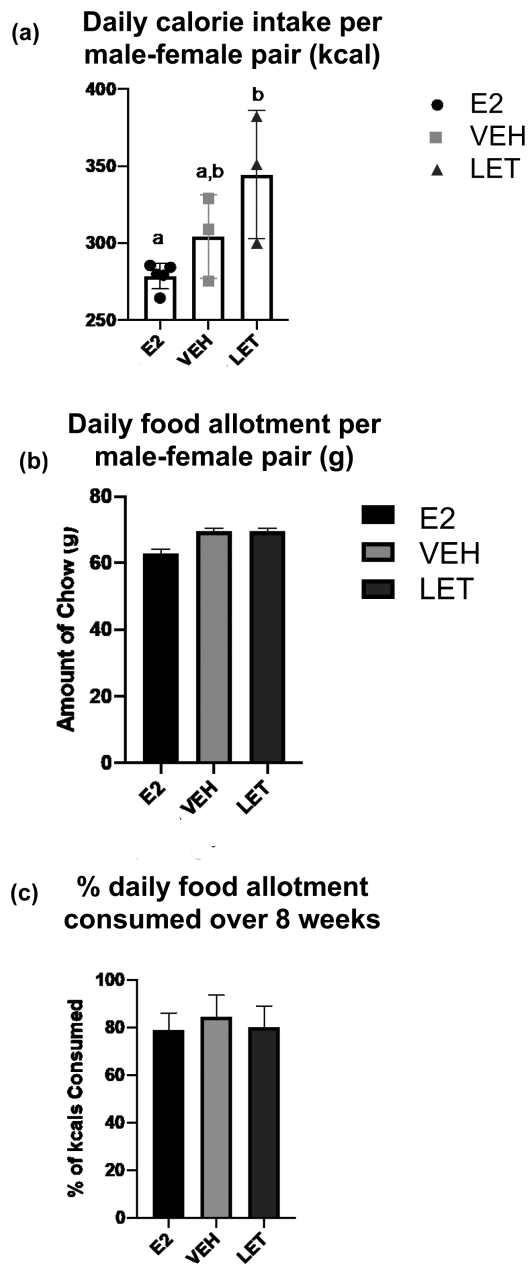 (a)
Daily calorie intake per
male-female pair (kcal)
400
350
300
250
a
a,b
b
E2
VEH
LET
E2
VEH
LET
(b)
Daily food allotment per
male-female pair (g)
Amount of Chow (g)
80
60
40
20
0
E2
VEH
LET
E2
VEH
LET
(c)
% daily food allotment
consumed over 8 weeks
% of kcals Consumed
100
80
60
40
20
0
E2
VEH
LET